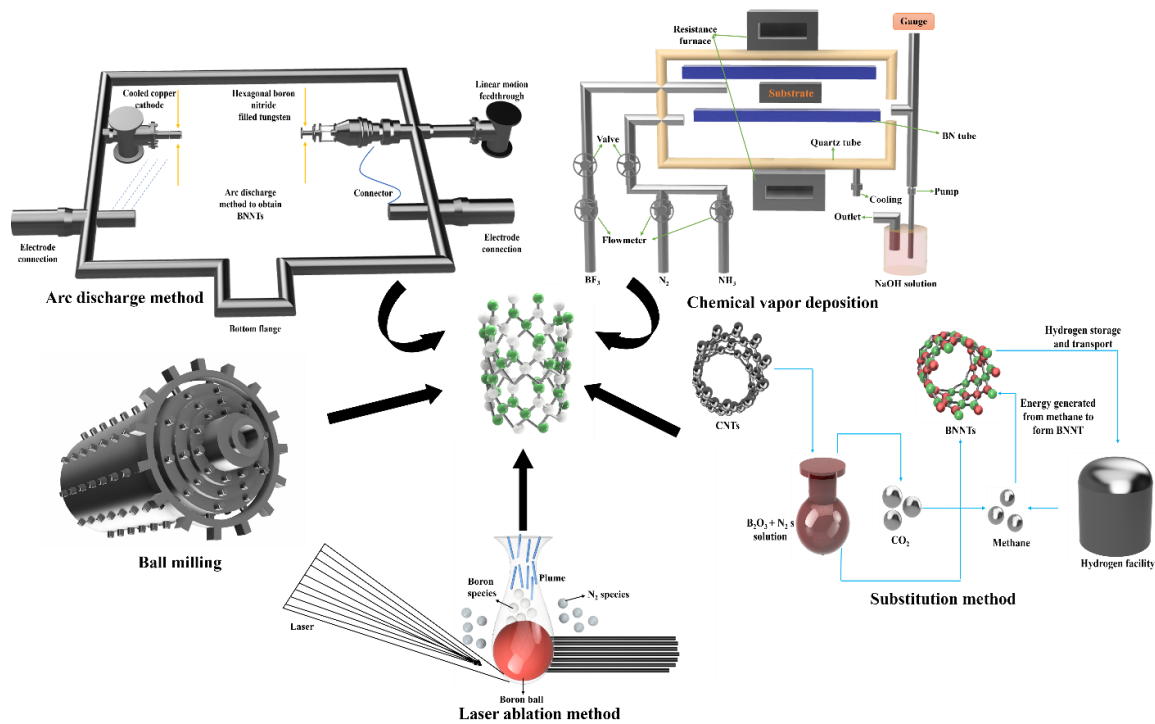 Cooled copper
cathode
Hexagonal boron
nitride
filled tungsten
Linear motion
feedthrough
Arc discharge
method to obtain
BNNTs
Connector
Electrode
connection
Electrode
connection
Bottom flange
Arc discharge method
Gauge
Resistance
furnace
Substrate
BN tube
Valve
Quartz tube
Cooling
Pump
Outlet
Flowmeter
BF₃
N₂
NH₃
NaOH solution
Chemical vapor deposition
Ball milling
CNTs
BNNTs
Hydrogen storage
and transport
Energy generated
from methane to
form BNNT
B₂O₃ + N₂ s
solution
CO₂
Methane
Hydrogen facility
Substitution method
Plume
Boron
species
N₂ species
Laser
Boron ball
Laser ablation method